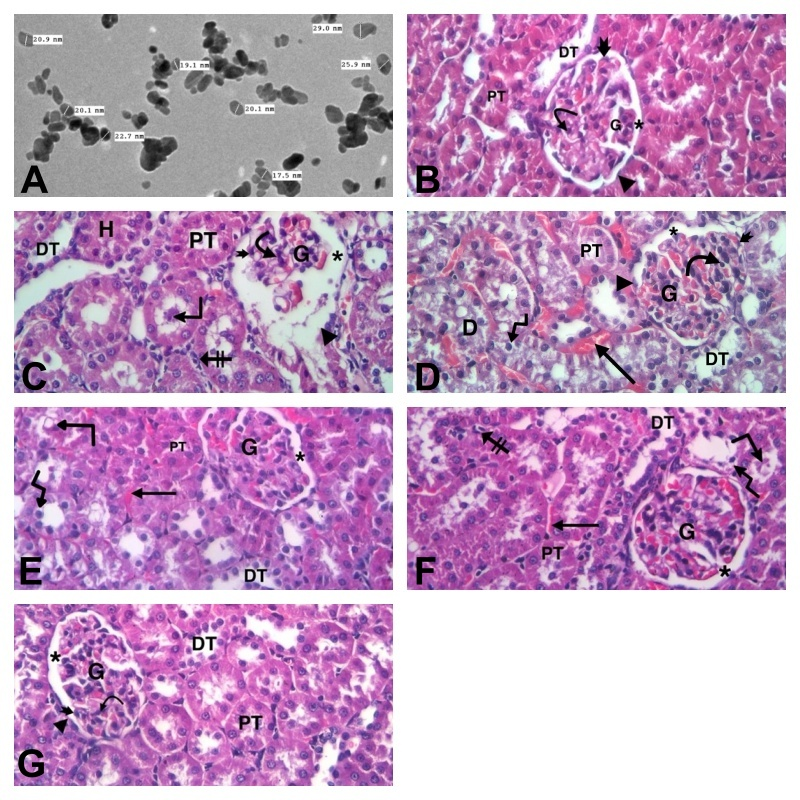 20.9 nm
29.0 nm
19.1 nm
25.9 nm
20.1 nm
20.1 nm
22.7 nm
17.5 nm
A
DT
PT
G
*
B
H
DT
PT
G
*
C
*
PT
G
D
DT
D
G
*
PT
DT
E
DT
G
PT
*
F
DT
*
G
PT
G